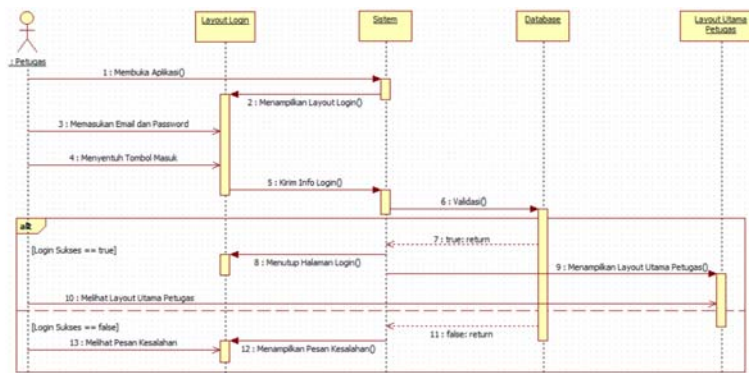 Layout Login
Sistem
Database
Layout Utama
Petugas
: Petugas
1 : Membuka Aplikasi()
2 : Menampilkan Layout Login()
3 : Memasukan Email dan Password
4 : Menyentuh Tombol Masuk
5 : Kirim Info Login()
6 : Validasi()
alt
7 : true: return
[Login Sukses == true]
8 : Menutup Halaman Login()
9 : Menampilkan Layout Utama Petugas()
10 : Melihat Layout Utama Petugas
[Login Sukses == false]
11 : false: return
13 : Melihat Pesan Kesalahan
12 : Menampilkan Pesan Kesalahan()